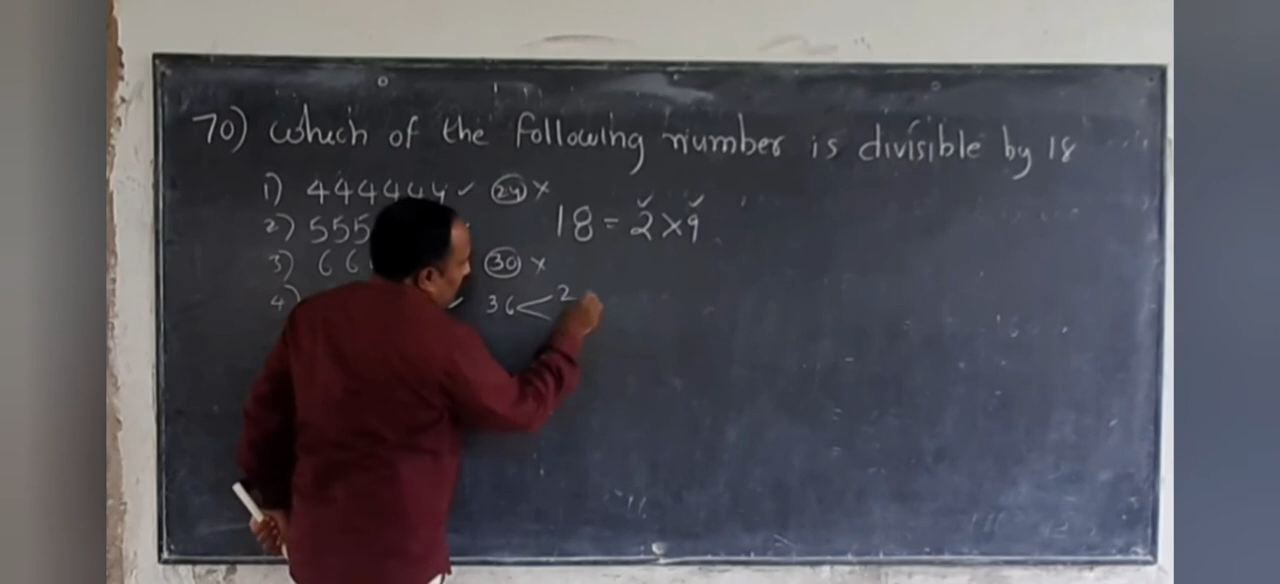 70) Which of the following number is divisible by 18
1) 444444 ✓ 24 ×
18 = 2 × 9
2) 555
3) 66 30 ×
4) ✓ 36 < 2